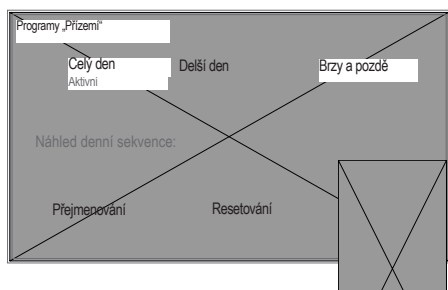 Programy „Přízemí“
Celý den
Delší den
Brzy a pozdě
Aktivní
Náhled denní sekvence:
Přejmenování
Resetování